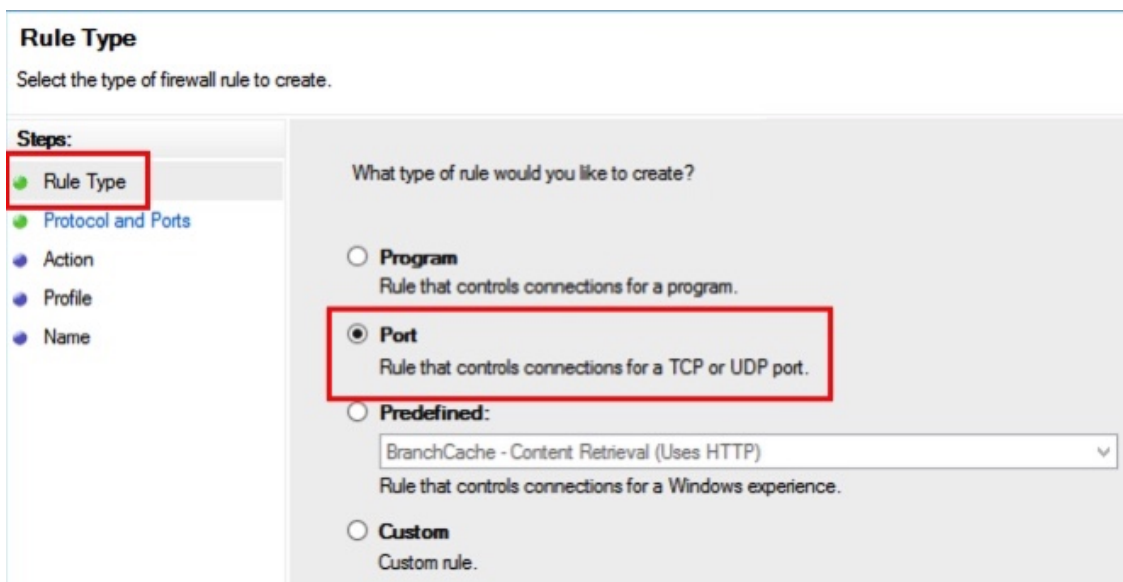 Rule Type
Select the type of firewall rule to create.
Steps:
Rule Type
Protocol and Ports
Action
Profile
Name
What type of rule would you like to create?
Program
Rule that controls connections for a program.
Port
Rule that controls connections for a TCP or UDP port.
Predefined:
BranchCache - Content Retrieval (Uses HTTP)
Rule that controls connections for a Windows experience.
Custom
Custom rule.